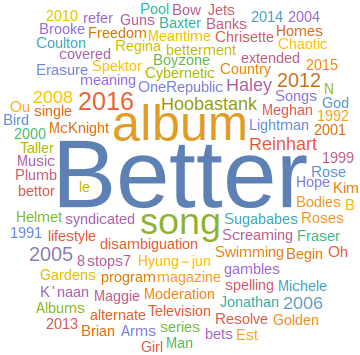 Pool Bow Jets
2010 refer Guns Baxter Banks 2014 2004
Brooke Freedom Meantime Chrisette Homes
Coulton Regina betterment Chaotic
covered Boyzone extended
Erasure Spektor Cybernetic Country 2015
meaning OneRepublic Haley 2012 N
2008 2016 Hoobastank Songs God
Ou single album Meghan 1992
Bird McKnight Lightman 2001
2000 Reinhart
Taller 1999
Music Better Rose
Plumb Hope Kim
bettor le Bodies B
Helmet syndicated song Sugababes Roses
1991 lifestyle Screaming Fraser
disambiguation
2005 8 stops7 Hyung-jun Swimming Begin Oh
Gardens program magazine gambles
K'naan Maggie Moderation spelling Michele
Albums alternate Television Jonathan 2006
2013 Brian Arms series Resolve Golden
bets Est
Girl Man